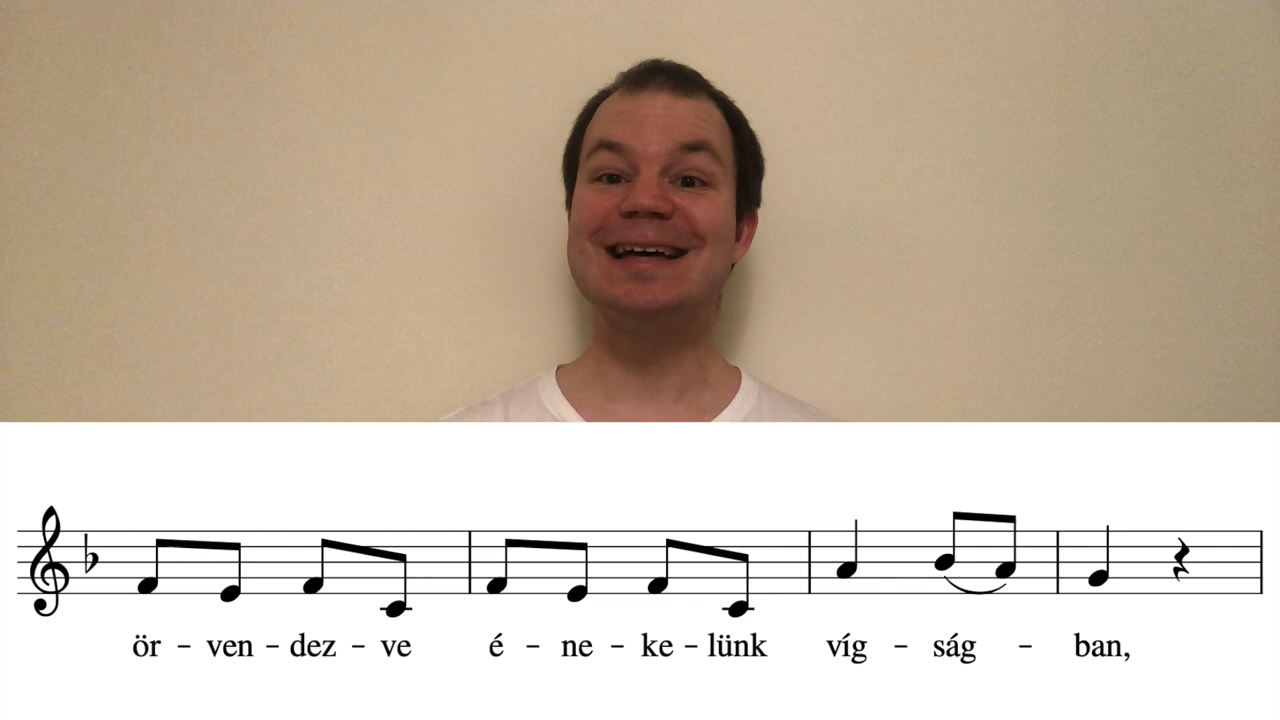 ör – ven – dez – ve é – ne – ke – lünk víg – ság – ban,